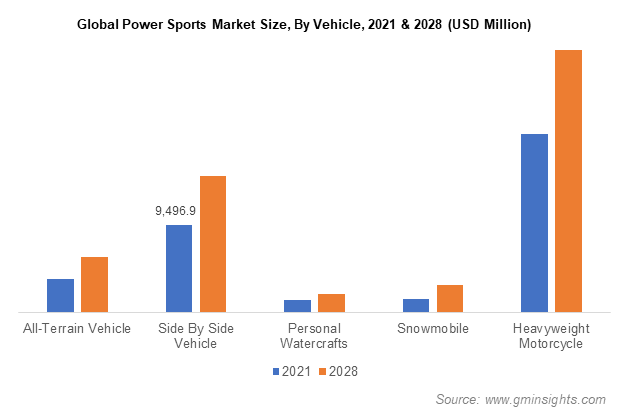 Global Power Sports Market Size, By Vehicle, 2021 & 2028 (USD Million)
9,496.9
All-Terrain Vehicle
Side By Side
Vehicle
Personal
Watercrafts
Snowmobile
Heavyweight
Motorcycle
2021 2028
Source: www.gminsights.com